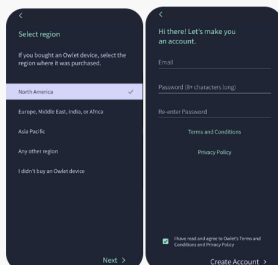 Select region
If you bought an Owlet device, select the
region where it was purchased.
North America
Europe, Middle East, India, or Africa
Asia Pacific
Any other region
I didn't buy an Owlet device
Next >
Hi there! Let's make you
an account.
Email
Password (8+ characters long)
Re-enter Password
Terms and Conditions
Privacy Policy
I have read and agree to Owlet's Terms and
Conditions and Privacy Policy
Create Account >